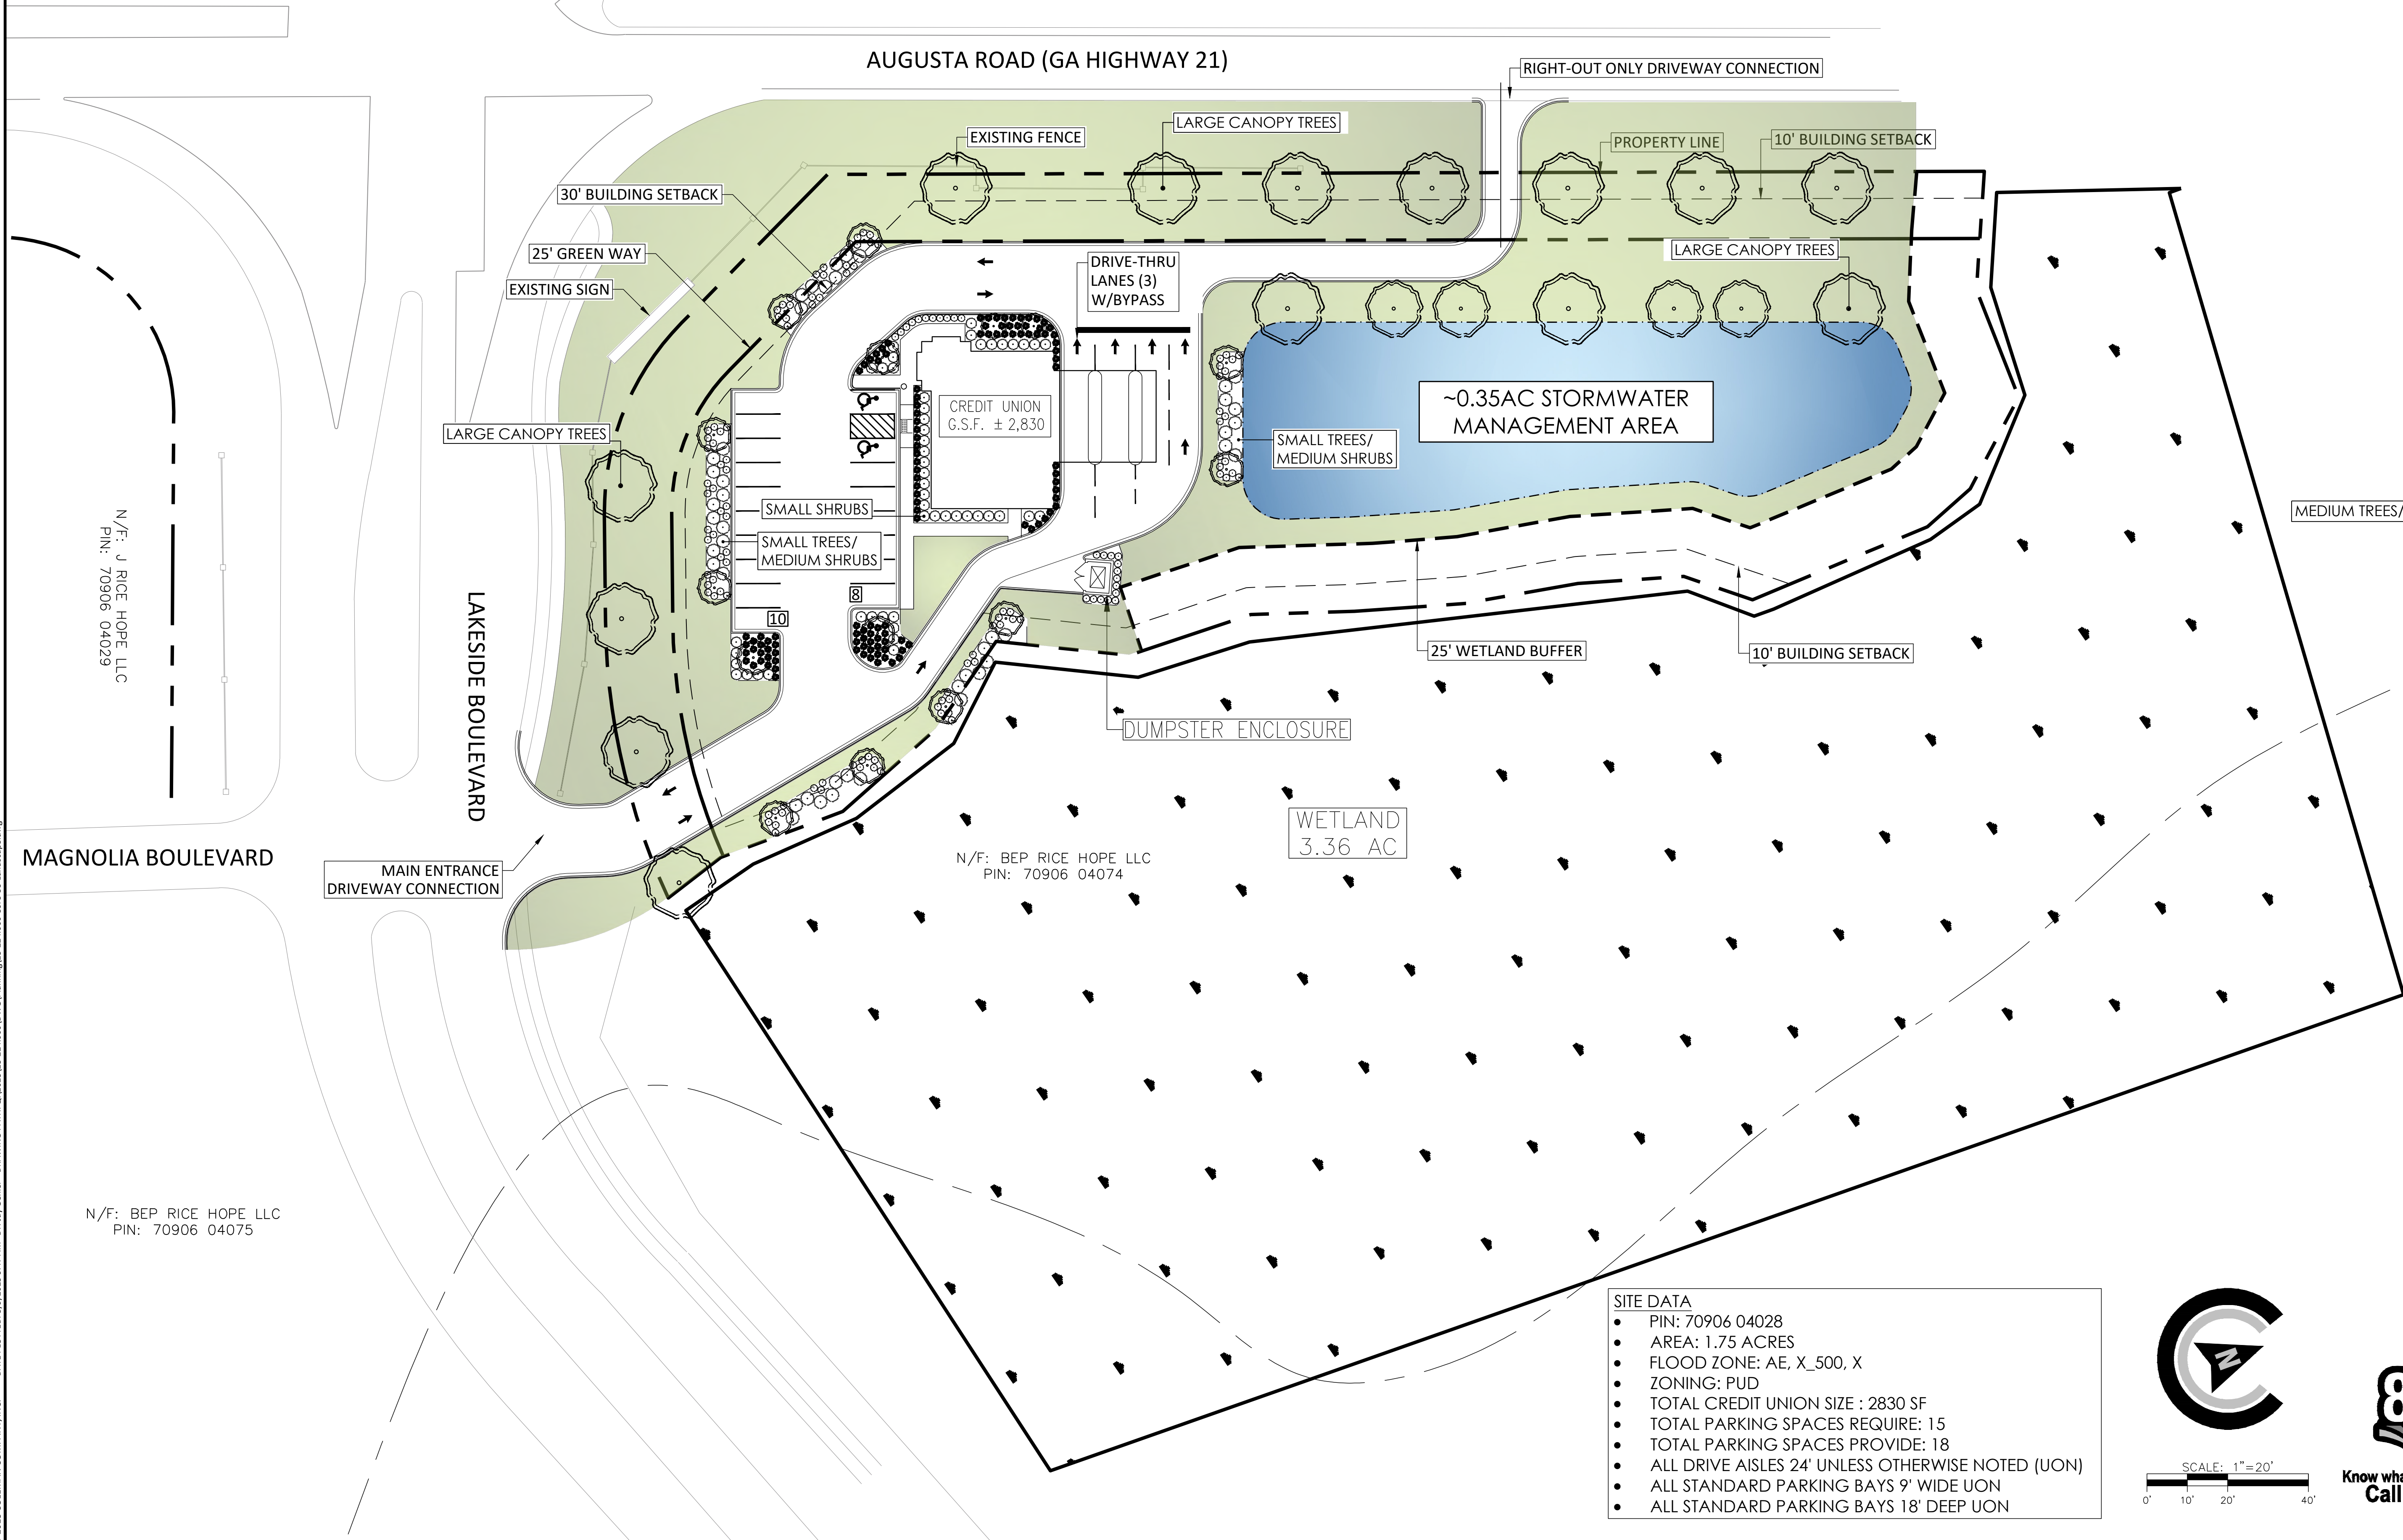 AUGUSTA ROAD (GA HIGHWAY 21)
RIGHT-OUT ONLY DRIVEWAY CONNECTION
LARGE CANOPY TREES
EXISTING FENCE
PROPERTY LINE
10' BUILDING SETBACK
30' BUILDING SETBACK
25' GREEN WAY
EXISTING SIGN
LARGE CANOPY TREES
DRIVE-THRU
LANES (3)
W/BYPASS
CREDIT UNION
G.S.F. ± 2,830
~0.35AC STORMWATER
MANAGEMENT AREA
LARGE CANOPY TREES
SMALL TREES/
MEDIUM SHRUBS
SMALL SHRUBS
SMALL TREES/
MEDIUM SHRUBS
MEDIUM TREES/
8
10
N/F: J RICE HOPE LLC
PIN: 70906 04029
LAKESIDE BOULEVARD
25' WETLAND BUFFER
10' BUILDING SETBACK
DUMPSTER ENCLOSURE
WETLAND
3.36 AC
MAGNOLIA BOULEVARD
MAIN ENTRANCE
DRIVEWAY CONNECTION
N/F: BEP RICE HOPE LLC
PIN: 70906 04074
N/F: BEP RICE HOPE LLC
PIN: 70906 04075
SITE DATA
• PIN: 70906 04028
• AREA: 1.75 ACRES
• FLOOD ZONE: AE, X_500, X
• ZONING: PUD
• TOTAL CREDIT UNION SIZE : 2830 SF
• TOTAL PARKING SPACES REQUIRE: 15
• TOTAL PARKING SPACES PROVIDE: 18
• ALL DRIVE AISLES 24' UNLESS OTHERWISE NOTED (UON)
• ALL STANDARD PARKING BAYS 9' WIDE UON
• ALL STANDARD PARKING BAYS 18' DEEP UON
N
SCALE: 1"=20'
0' 10' 20' 40'
8
Know wha
Call